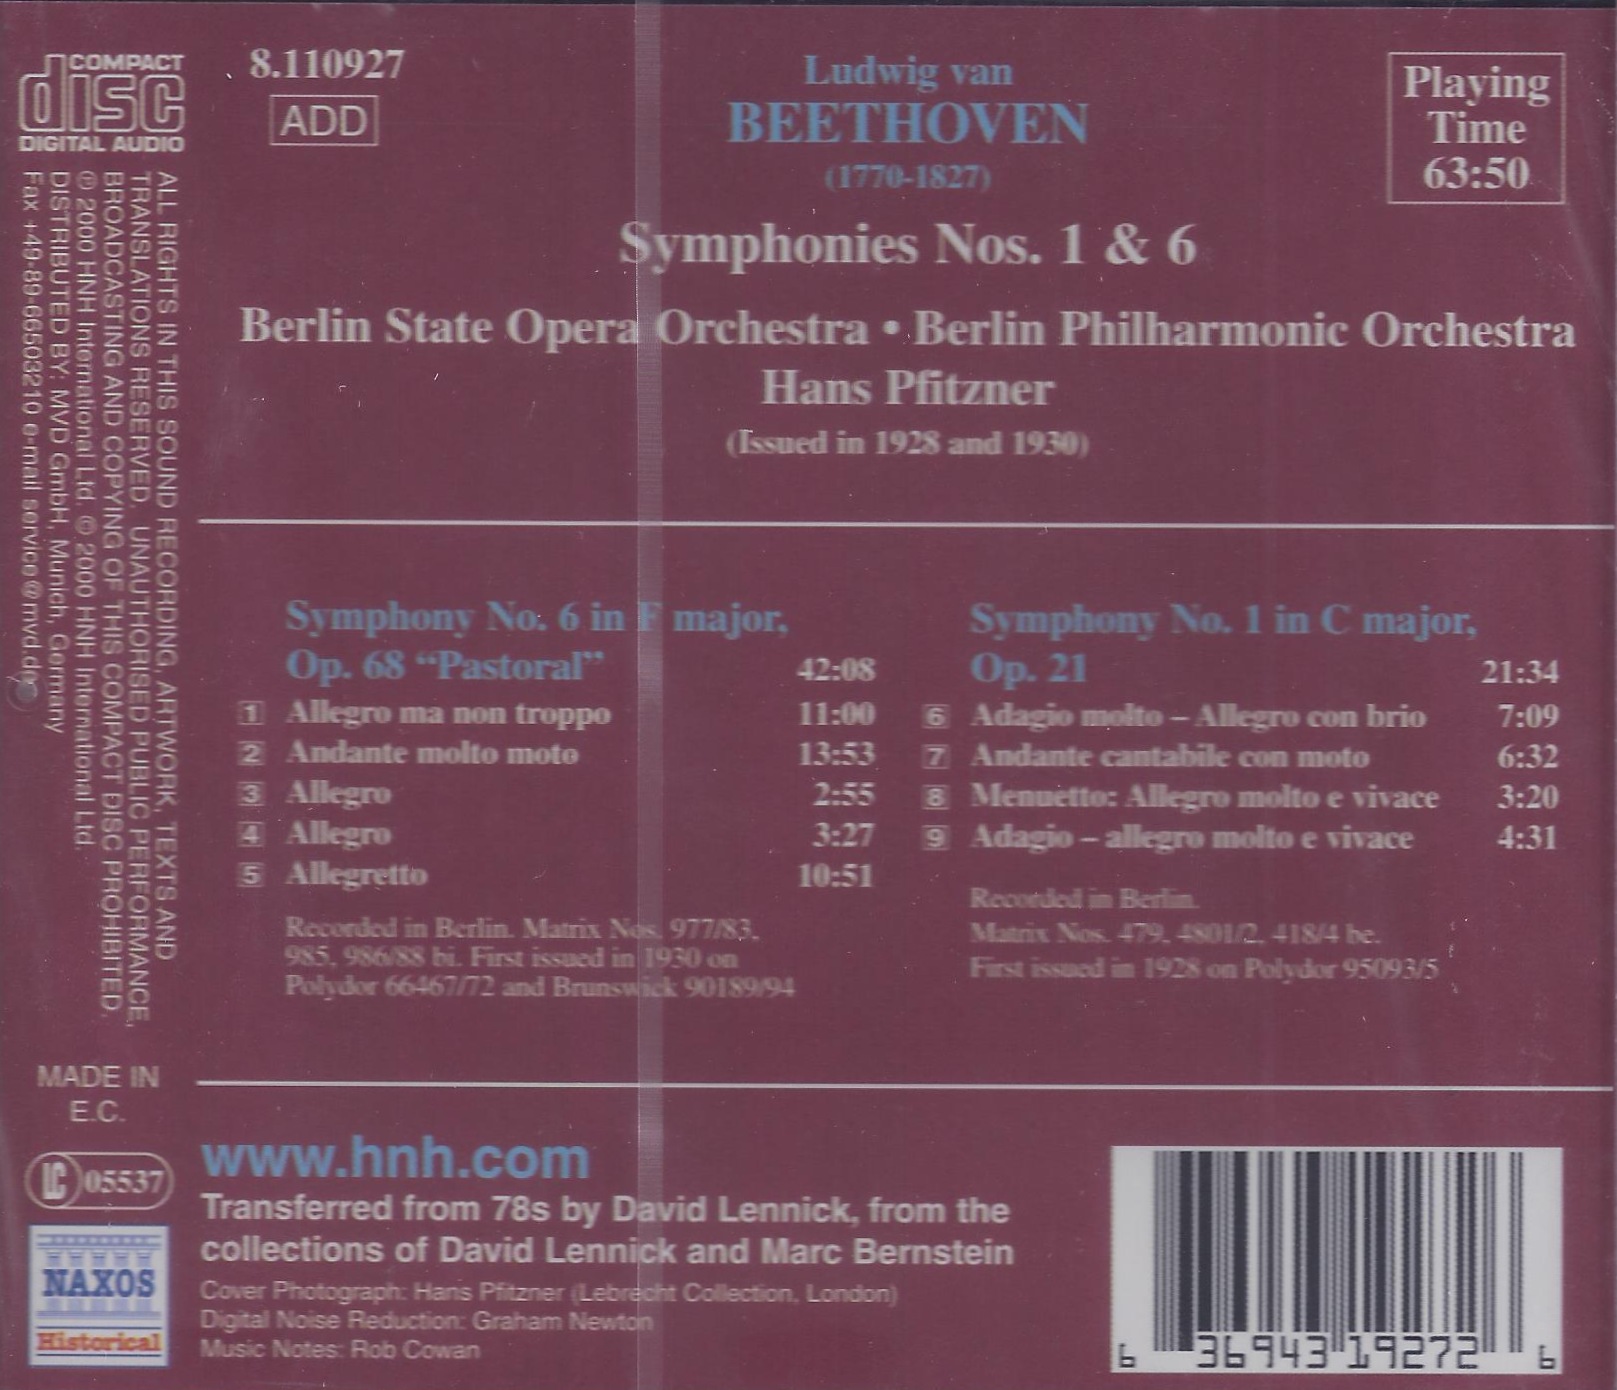 COMPACT
disc
DIGITAL AUDIO
8.110927
ADD
Ludwig van
BEETHOVEN
(1770-1827)
Playing
Time
63:50
Symphonies Nos. 1 & 6
Berlin State Opera Orchestra • Berlin Philharmonic Orchestra
Hans Pfitzner
(Issued in 1928 and 1930)
Symphony No. 6 in F major,
Op. 68 “Pastoral” 42:08
1 Allegro ma non troppo 11:00
2 Andante molto moto 13:53
3 Allegro 2:55
4 Allegro 3:27
5 Allegretto 10:51
Recorded in Berlin. Matrix Nos. 977/83,
985, 986/88 bi. First issued in 1930 on
Polydor 66467/72 and Brunswick 90189/94
Symphony No. 1 in C major,
Op. 21 21:34
6 Adagio molto – Allegro con brio 7:09
7 Andante cantabile con moto 6:32
8 Menuetto: Allegro molto e vivace 3:20
9 Adagio – allegro molto e vivace 4:31
Recorded in Berlin.
Matrix Nos. 479, 4801/2, 418/4 be.
First issued in 1928 on Polydor 95093/5
ALL RIGHTS IN THIS SOUND RECORDING, ARTWORK, TEXTS AND
TRANSLATIONS RESERVED. UNAUTHORISED PUBLIC PERFORMANCE,
BROADCASTING AND COPYING OF THIS COMPACT DISC PROHIBITED.
℗ 2000 HNH International Ltd. © 2000 HNH International Ltd
DISTRIBUTED BY: MVD GmbH, Munich, Germany
Fax +49-89-66503210 e-mail service@mvd.de
MADE IN
E.C.
LC 05537
NAXOS
Historical
www.hnh.com
Transferred from 78s by David Lennick, from the
collections of David Lennick and Marc Bernstein
Cover Photograph: Hans Pfitzner (Lebrecht Collection, London)
Digital Noise Reduction: Graham Newton
Music Notes: Rob Cowan
6 36943 19272 6